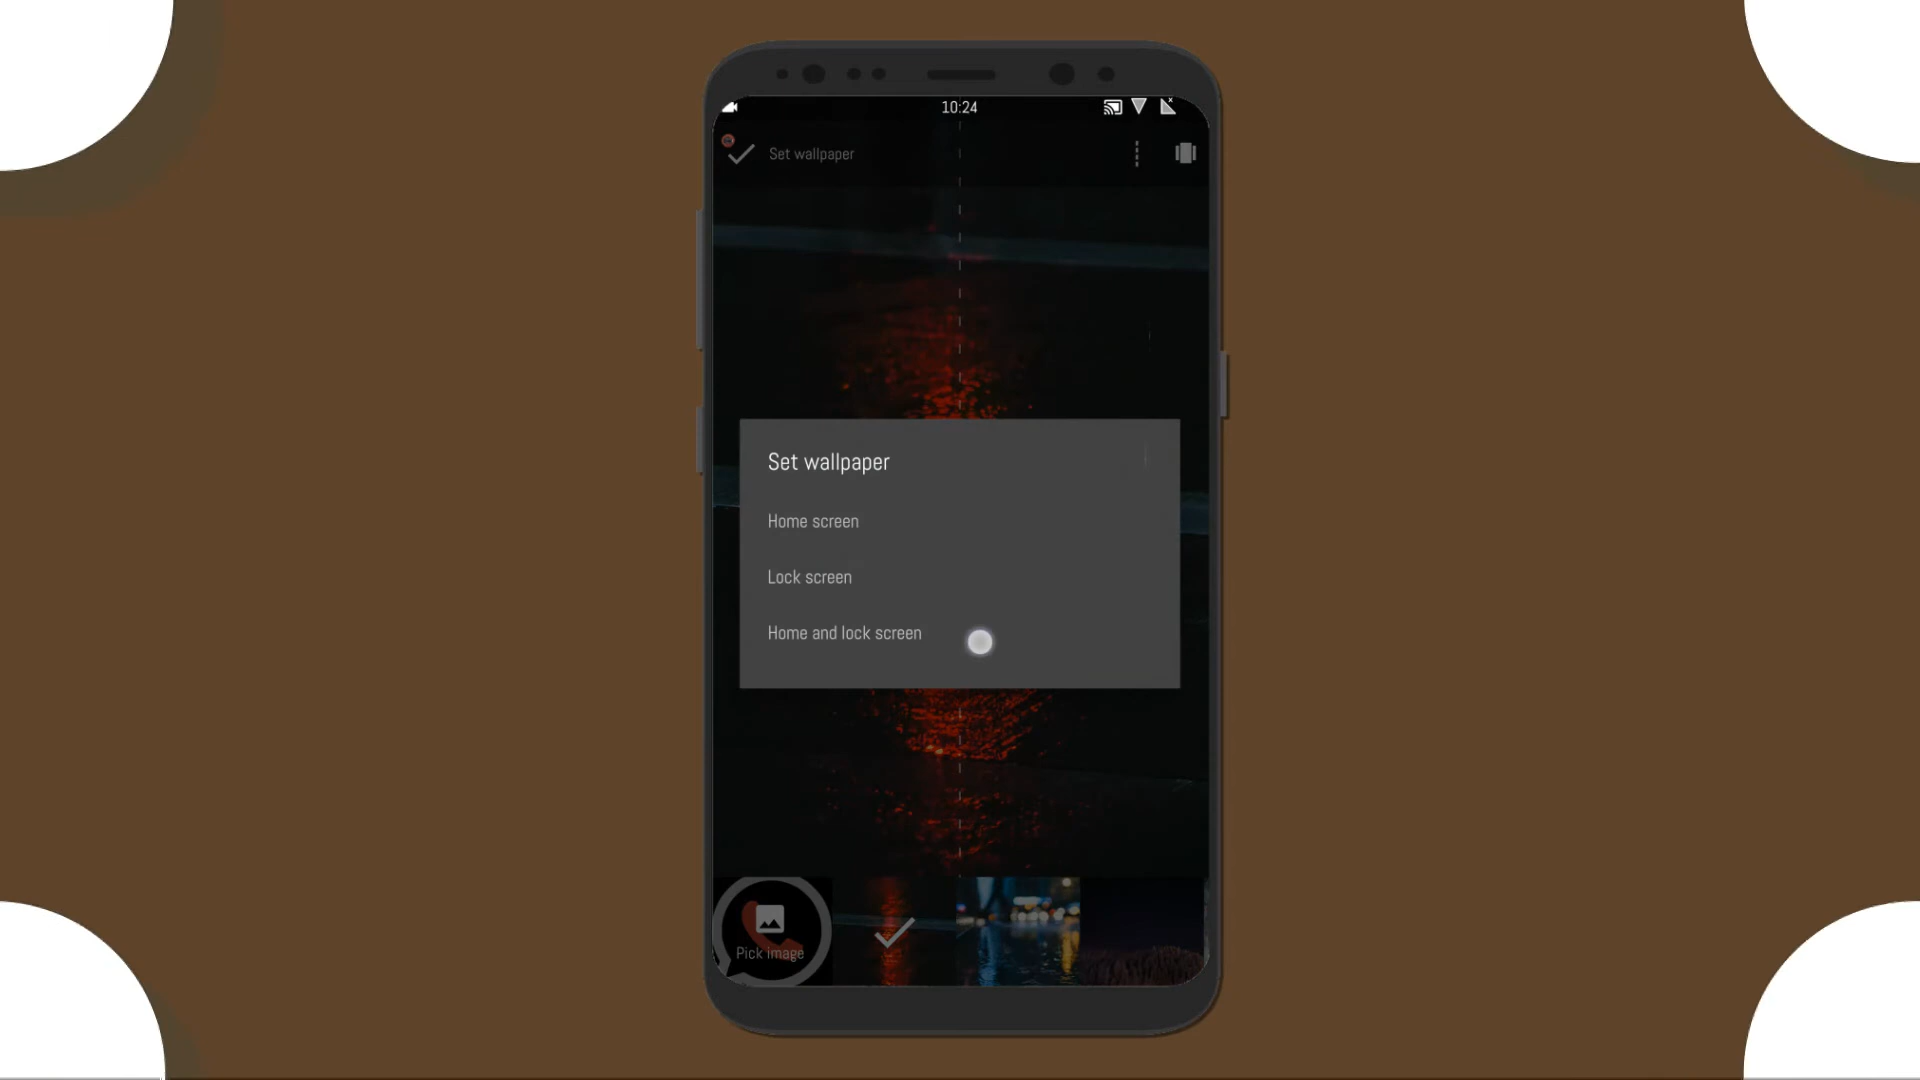 10:24
Set wallpaper
Set wallpaper
Home screen
Lock screen
Home and lock screen
Pick image